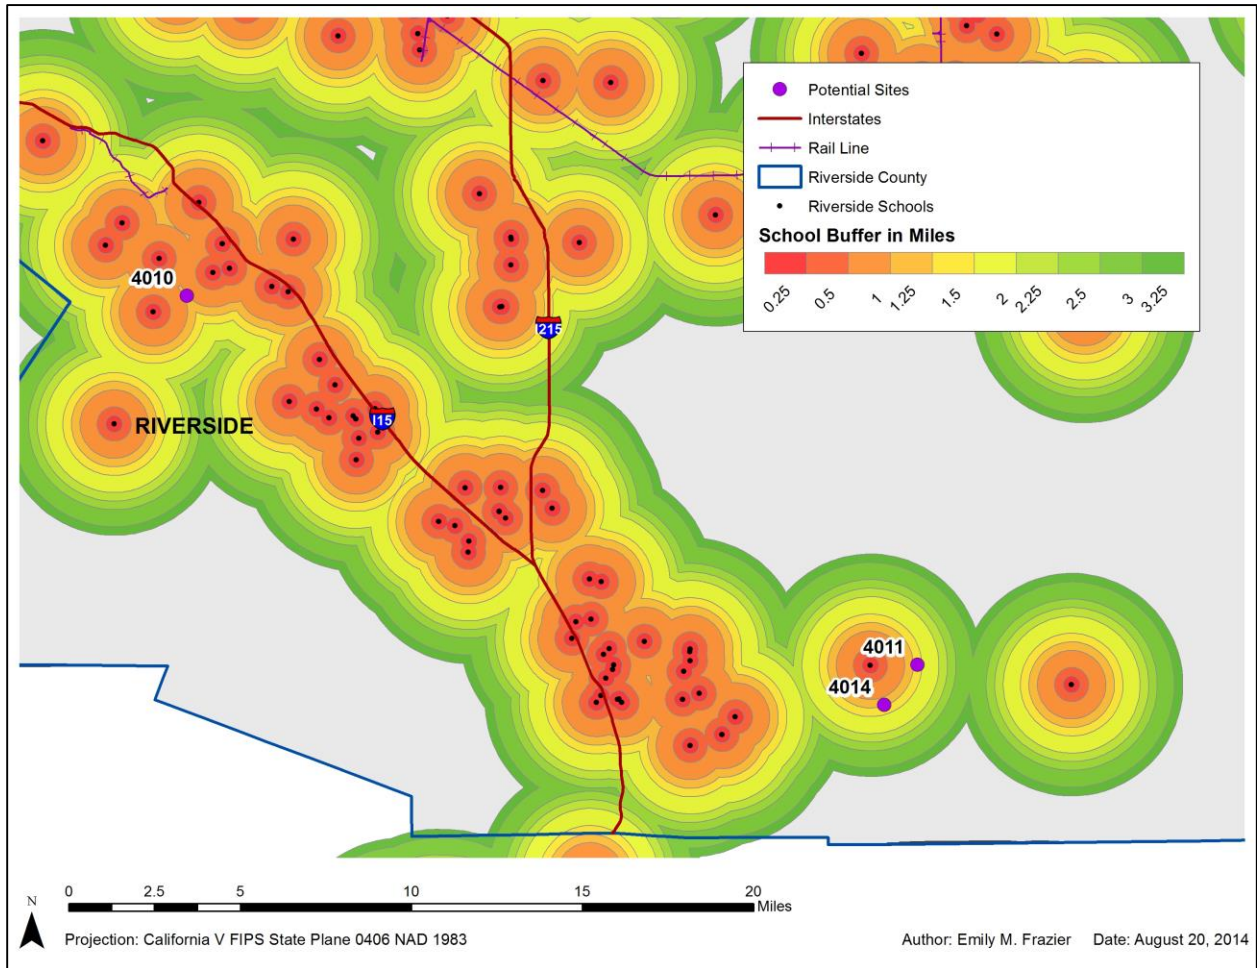 Potential Sites
Interstates
Rail Line
Riverside County
Riverside Schools
School Buffer in Miles
0.25 0.5 1 1.25 1.5 2 2.25 2.5 3 3.25
4010
I215
RIVERSIDE
I15
4011
4014
0 2.5 5 10 15 20
Miles
N
Projection: California V FIPS State Plane 0406 NAD 1983
Author: Emily M. Frazier Date: August 20, 2014